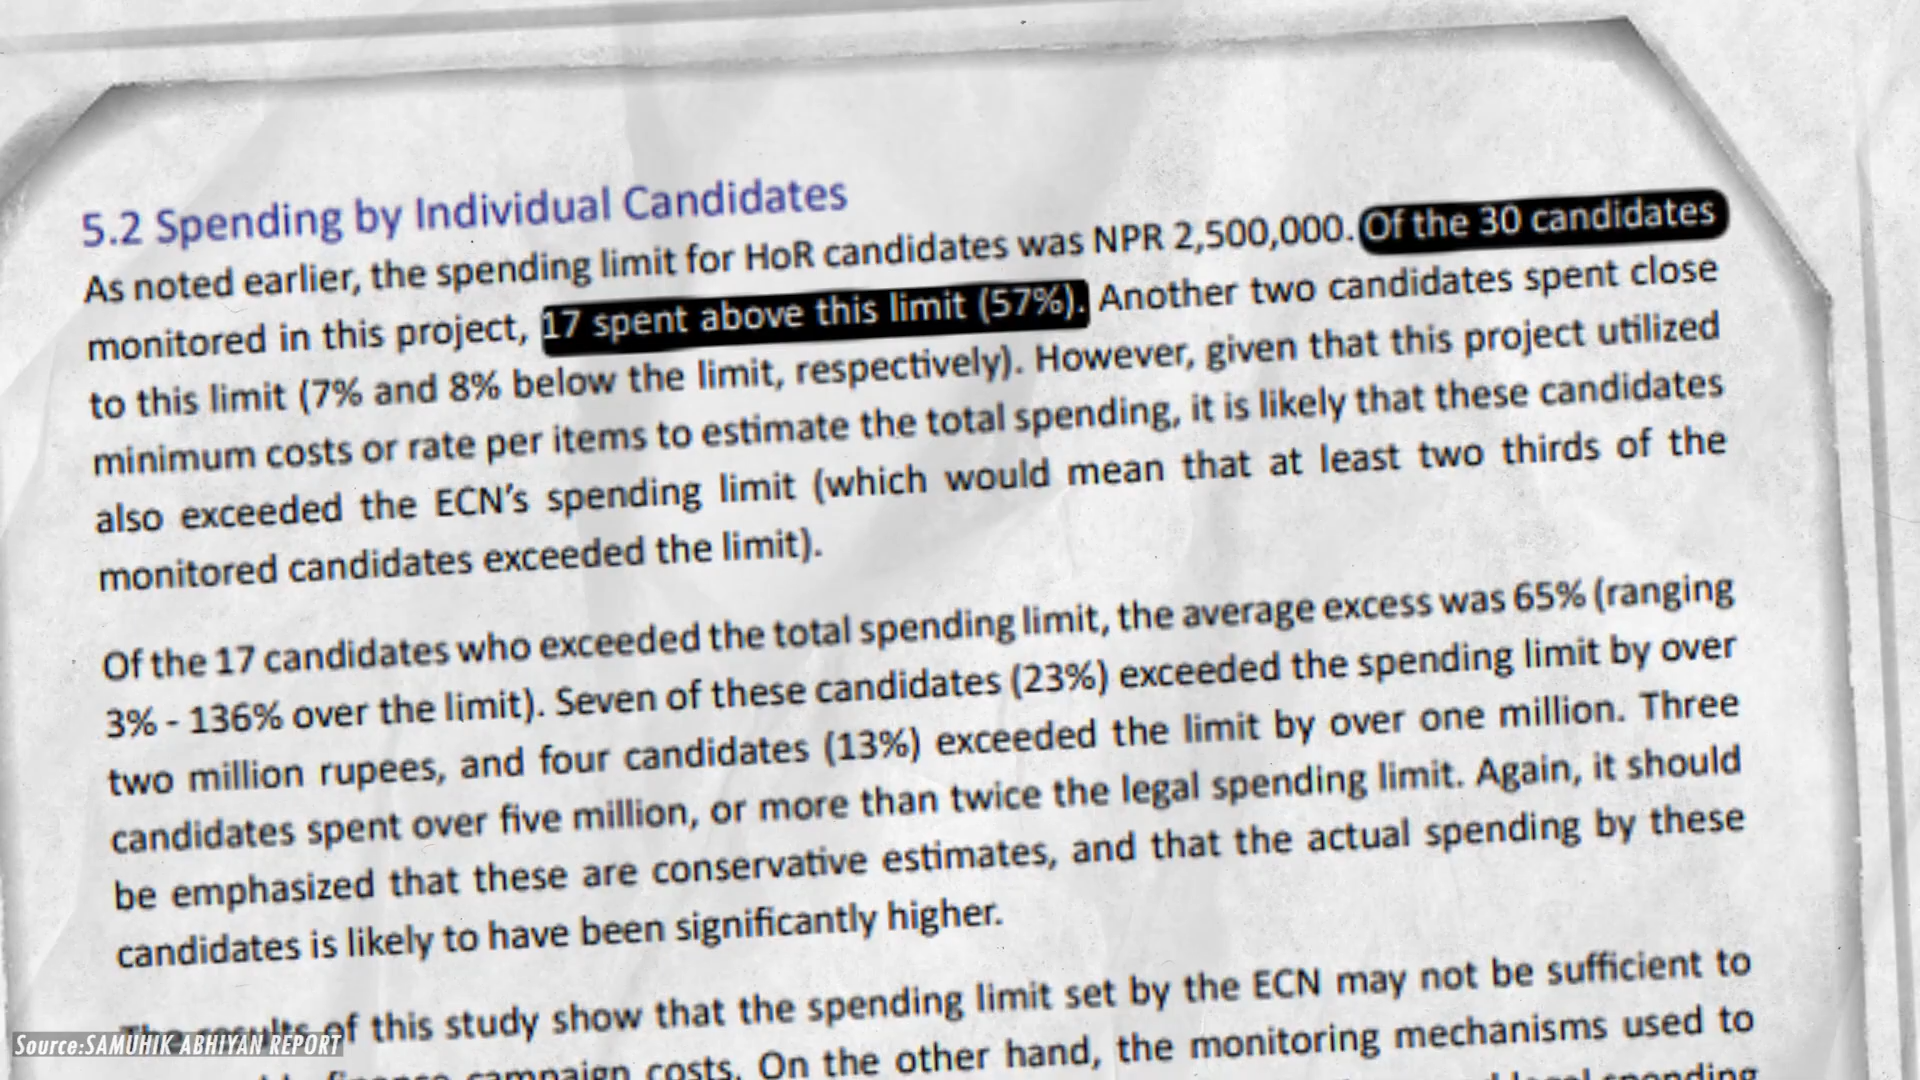 5.2 Spending by Individual Candidates
As noted earlier, the spending limit for HoR candidates was NPR 2,500,000. Of the 30 candidates
monitored in this project, 17 spent above this limit (57%). Another two candidates spent close
to this limit (7% and 8% below the limit, respectively). However, given that this project utilized
minimum costs or rate per items to estimate the total spending, it is likely that these candidates
also exceeded the ECN's spending limit (which would mean that at least two thirds of the
monitored candidates exceeded the limit).
Of the 17 candidates who exceeded the total spending limit, the average excess was 65% (ranging
3% - 136% over the limit). Seven of these candidates (23%) exceeded the spending limit by over
two million rupees, and four candidates (13%) exceeded the limit by over one million. Three
candidates spent over five million, or more than twice the legal spending limit. Again, it should
be emphasized that these are conservative estimates, and that the actual spending by these
candidates is likely to have been significantly higher.
The results of this study show that the spending limit set by the ECN may not be sufficient to
campaign costs. On the other hand, the monitoring mechanisms used to
spending
Source:SAMUHIK ABHIYAN REPORT